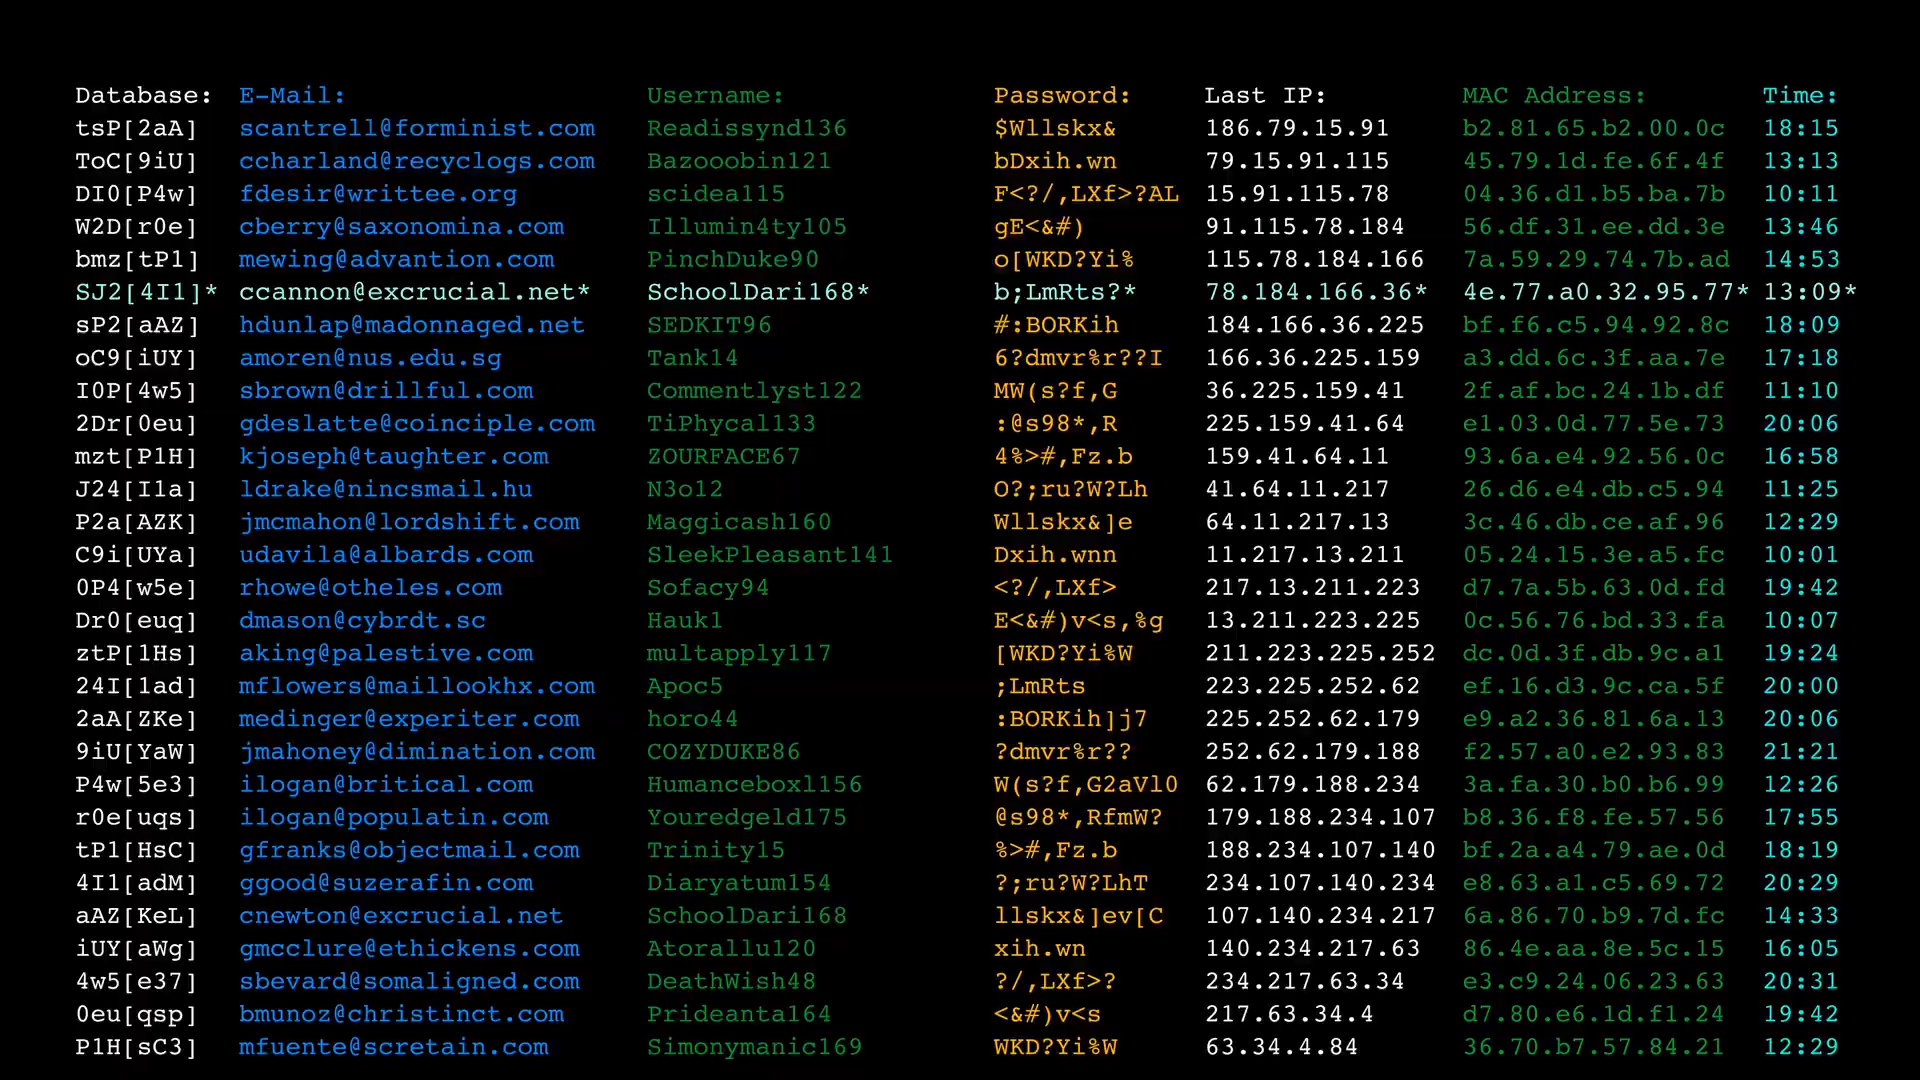 Database: E-Mail: Username: Password: Last IP: MAC Address: Time:
tsP[2aA] scantrell@forminist.com Readissynd136 $Wllskx& 186.79.15.91 b2.81.65.b2.00.0c 18:15
ToC[9iU] ccharland@recyclogs.com Bazooobin121 bDxih.wn 79.15.91.115 45.79.1d.fe.6f.4f 13:13
DI0[P4w] fdesir@writtee.org scidea115 F<?/,LXf>?AL 15.91.115.78 04.36.d1.b5.ba.7b 10:11
W2D[r0e] cberry@saxonomina.com Illumin4ty105 gE<&#) 91.115.78.184 56.df.31.ee.dd.3e 13:46
bmz[tP1] mewing@advantion.com PinchDuke90 o[WKD?Yi% 115.78.184.166 7a.59.29.74.7b.ad 14:53
SJ2[4I1]* ccannon@excrucial.net* SchoolDari168* b;LmRts?* 78.184.166.36* 4e.77.a0.32.95.77* 13:09*
sP2[aAZ] hdunlap@madonnaged.net SEDKIT96 #:BORKih 184.166.36.225 bf.f6.c5.94.92.8c 18:09
oC9[iUY] amoren@nus.edu.sg Tank14 6?dmvr%r??I 166.36.225.159 a3.dd.6c.3f.aa.7e 17:18
I0P[4w5] sbrown@drillful.com Commentlyst122 MW(s?f,G 36.225.159.41 2f.af.bc.24.1b.df 11:10
2Dr[0eu] gdeslatte@coinciple.com TiPhycal133 :@s98*,R 225.159.41.64 e1.03.0d.77.5e.73 20:06
mzt[P1H] kjoseph@taughter.com ZOURFACE67 4%>#,Fz.b 159.41.64.11 93.6a.e4.92.56.0c 16:58
J24[I1a] ldrake@nincsmail.hu N3o12 O?;ru?W?Lh 41.64.11.217 26.d6.e4.db.c5.94 11:25
P2a[AZK] jmcmahon@lordshift.com Maggicash160 Wllskx&]e 64.11.217.13 3c.46.db.ce.af.96 12:29
C9i[UYa] udavila@albards.com SleekPleasant141 Dxih.wnn 11.217.13.211 05.24.15.3e.a5.fc 10:01
0P4[w5e] rhowe@otheles.com Sofacy94 <?/,LXf> 217.13.211.223 d7.7a.5b.63.0d.fd 19:42
Dr0[euq] dmason@cybrdt.sc Hauk1 E<&#)v<s,%g 13.211.223.225 0c.56.76.bd.33.fa 10:07
ztP[1Hs] aking@palestive.com multapply117 [WKD?Yi%W 211.223.225.252 dc.0d.3f.db.9c.a1 19:24
24I[1ad] mflowers@maillookhx.com Apoc5 ;LmRts 223.225.252.62 ef.16.d3.9c.ca.5f 20:00
2aA[ZKe] medinger@experiter.com horo44 :BORKih]j7 225.252.62.179 e9.a2.36.81.6a.13 20:06
9iU[YaW] jmahoney@dimination.com COZYDUKE86 ?dmvr%r?? 252.62.179.188 f2.57.a0.e2.93.83 21:21
P4w[5e3] ilogan@britical.com Humanceboxl156 W(s?f,G2aVl0 62.179.188.234 3a.fa.30.b0.b6.99 12:26
r0e[uqs] ilogan@populatin.com Youredgeld175 @s98*,RfmW? 179.188.234.107 b8.36.f8.fe.57.56 17:55
tP1[HsC] gfranks@objectmail.com Trinity15 %>#,Fz.b 188.234.107.140 bf.2a.a4.79.ae.0d 18:19
4I1[adM] ggood@suzerafin.com Diaryatum154 ?;ru?W?LhT 234.107.140.234 e8.63.a1.c5.69.72 20:29
aAZ[KeL] cnewton@excrucial.net SchoolDari168 llskx&]ev[C 107.140.234.217 6a.86.70.b9.7d.fc 14:33
iUY[aWg] gmcclure@ethickens.com Atorallu120 xih.wn 140.234.217.63 86.4e.aa.8e.5c.15 16:05
4w5[e37] sbevard@somaligned.com DeathWish48 ?/,LXf>? 234.217.63.34 e3.c9.24.06.23.63 20:31
0eu[qsp] bmunoz@christinct.com Prideanta164 <&#)v<s 217.63.34.4 d7.80.e6.1d.f1.24 19:42
P1H[sC3] mfuente@scretain.com Simonymanic169 WKD?Yi%W 63.34.4.84 36.70.b7.57.84.21 12:29